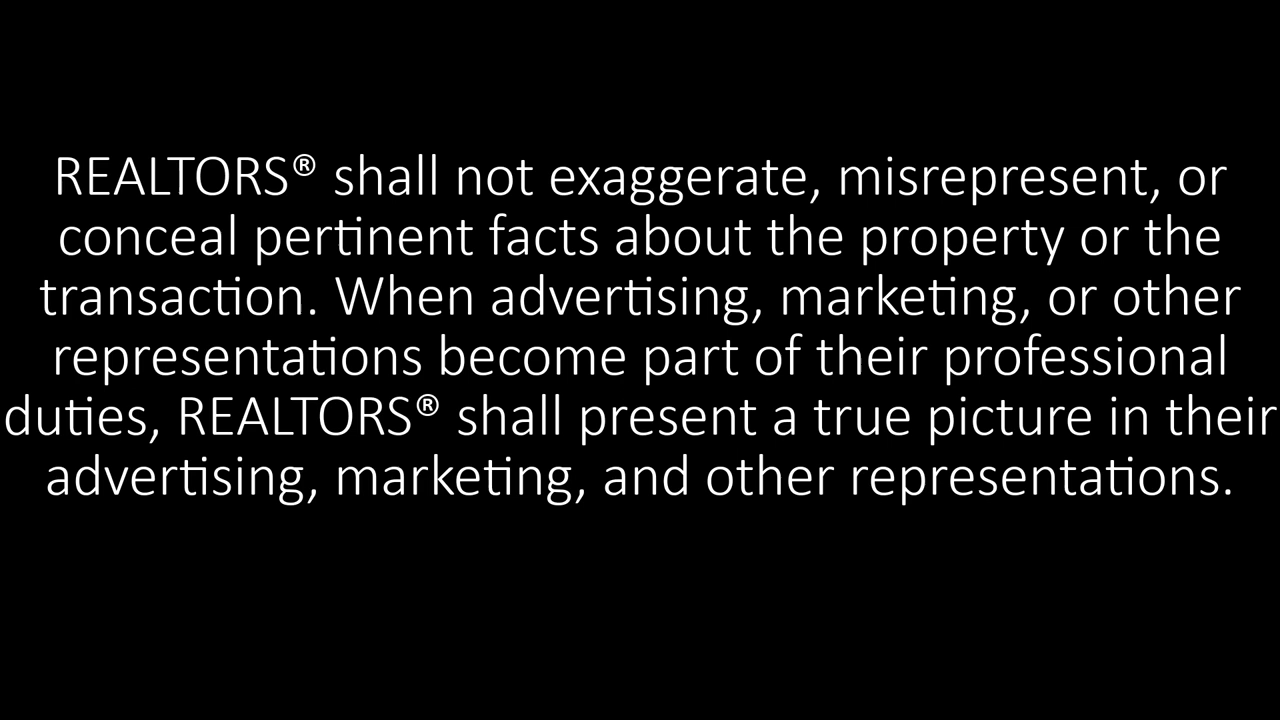 REALTORS® shall not exaggerate, misrepresent, or
conceal pertinent facts about the property or the
transaction. When advertising, marketing, or other
representations become part of their professional
duties, REALTORS® shall present a true picture in their
advertising, marketing, and other representations.